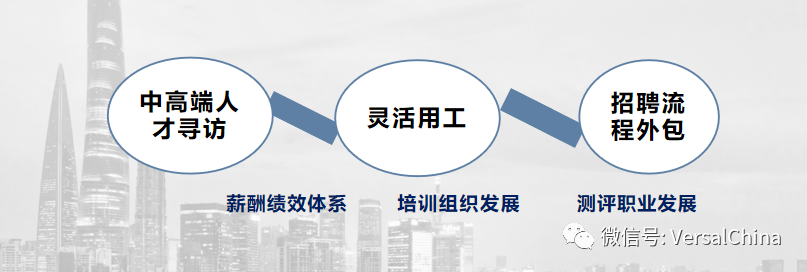 中高端人
才寻访
灵活用工
招聘流
程外包
薪酬绩效体系
培训组织发展
测评职业发展
微信号: VersalChina